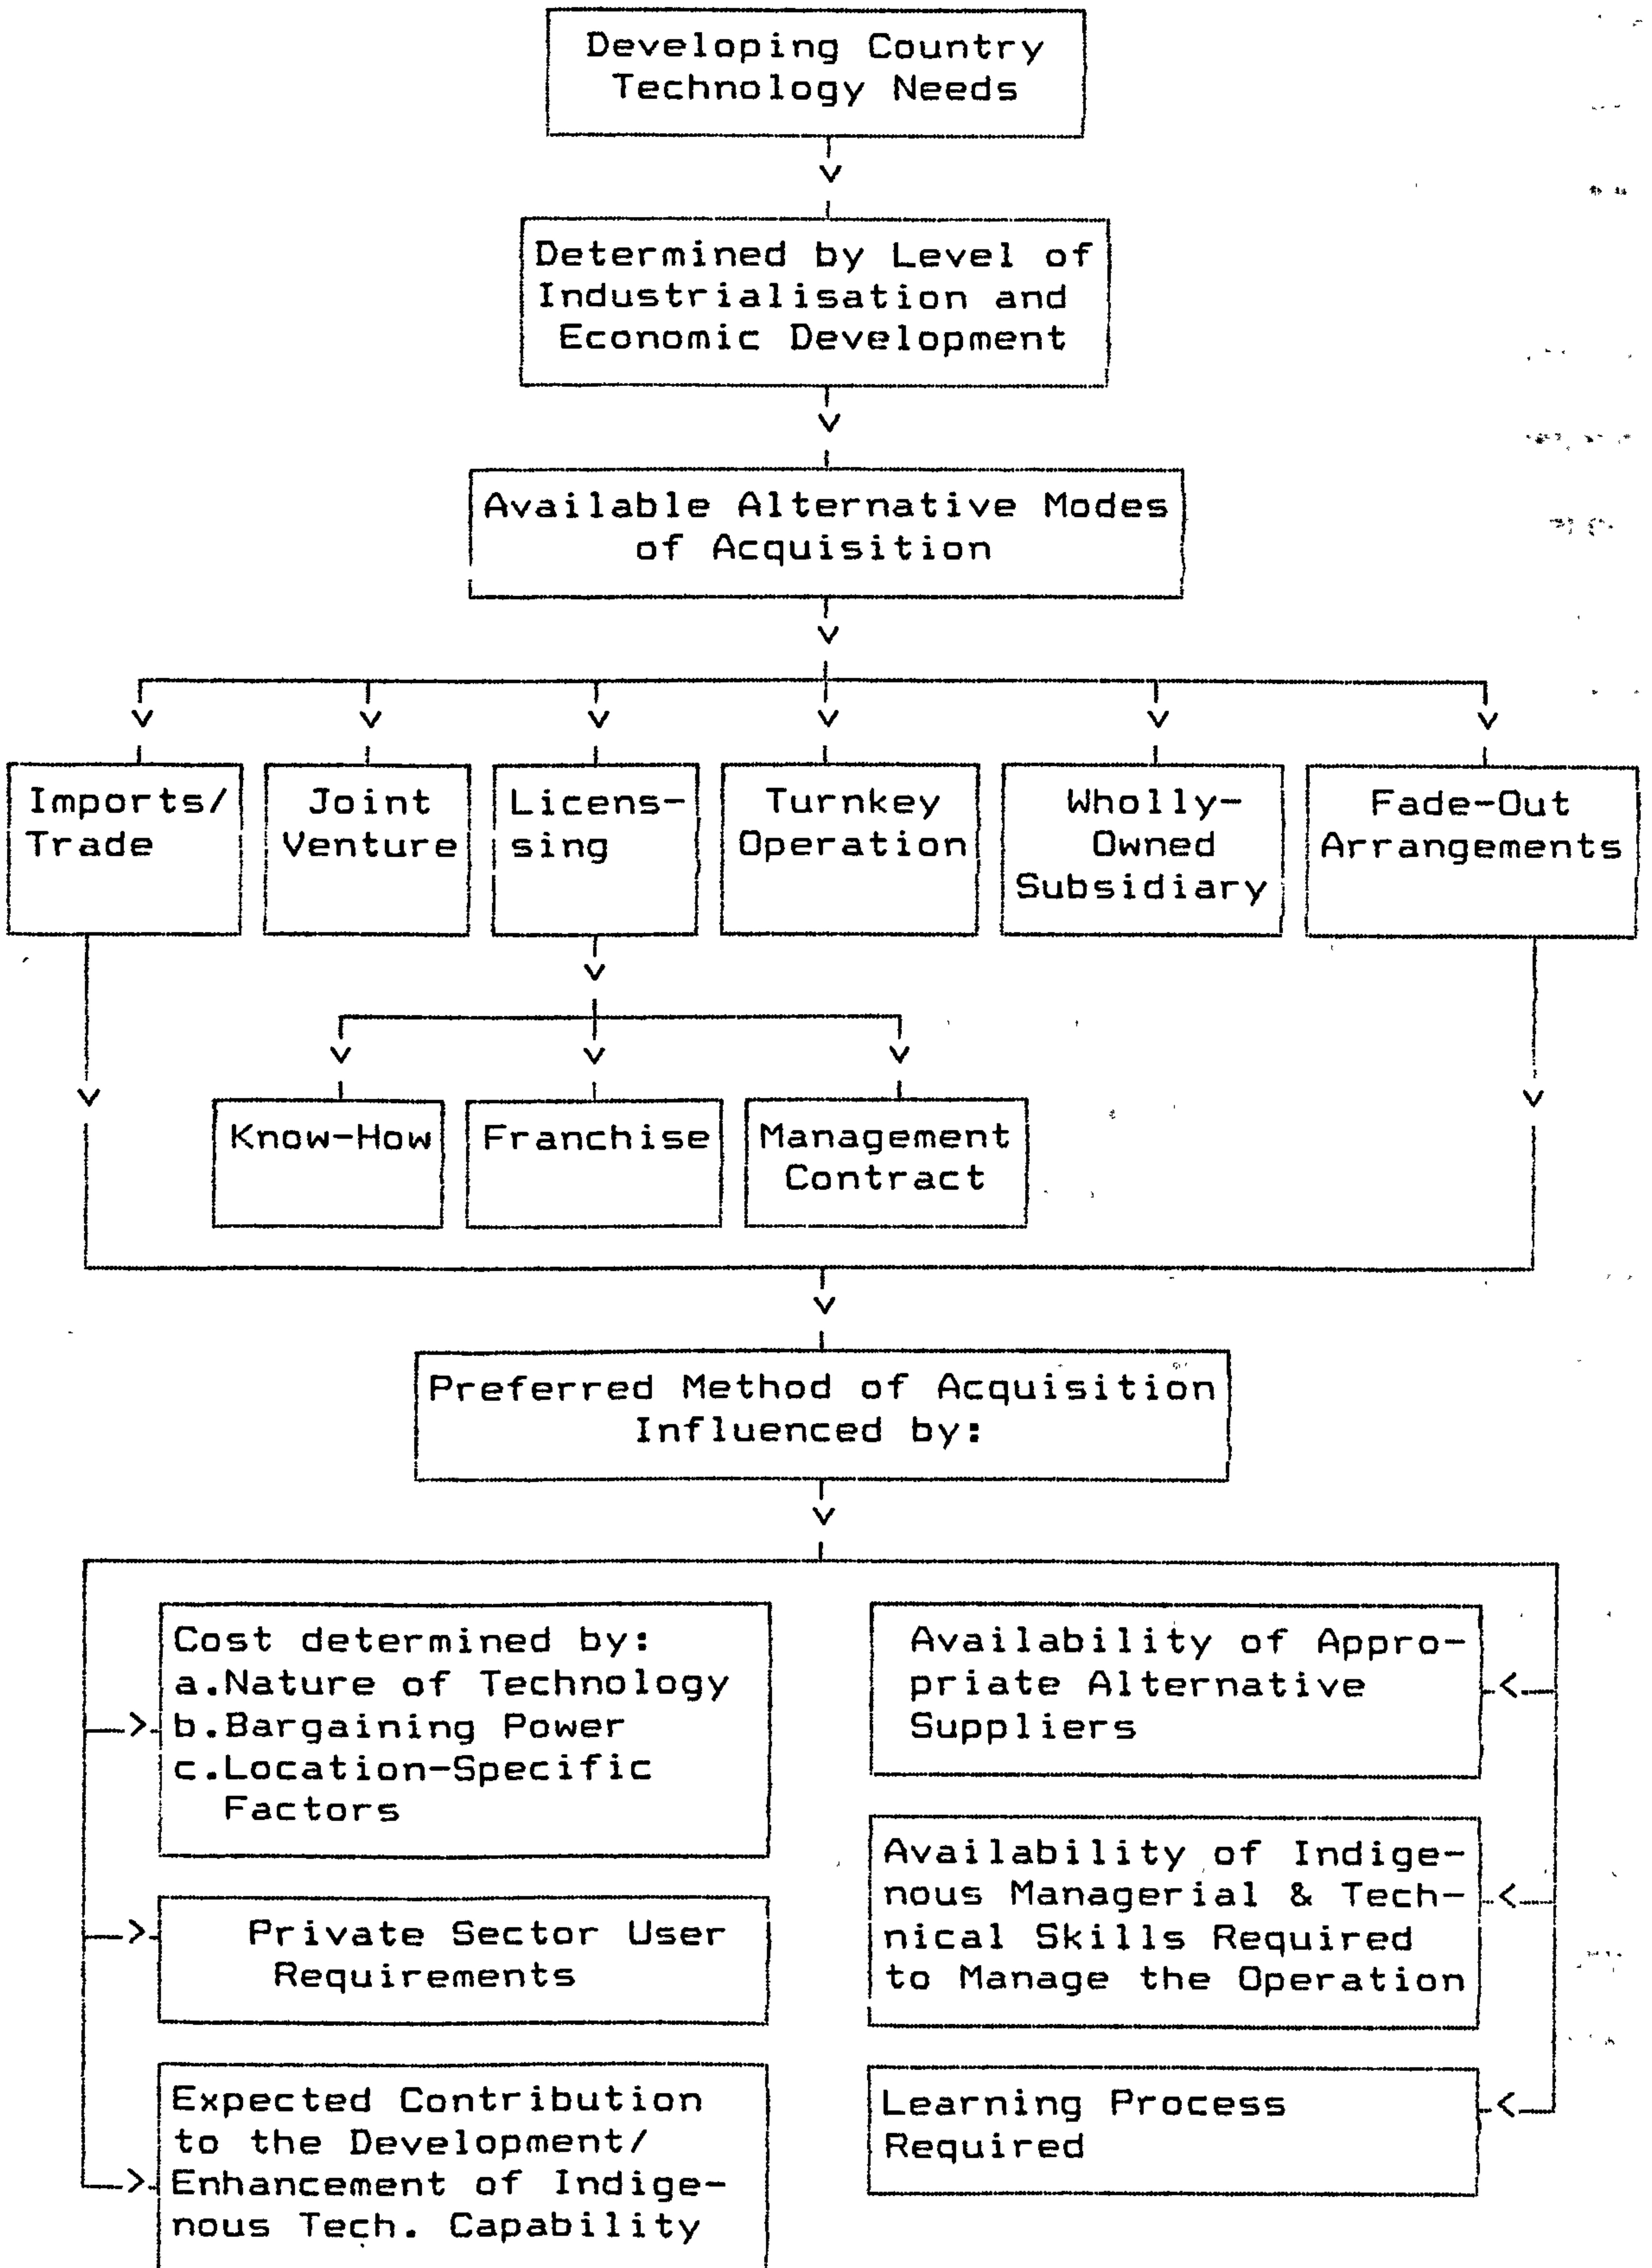 Developing Country
Technology Needs
Determined by Level of
Industrialisation and
Economic Development
Available Alternative Modes
of Acquisition
Imports/
Trade
Joint
Venture
Licens-
sing
Turnkey
Operation
Wholly-
Owned
Subsidiary
Fade-Out
Arrangements
Know-How
Franchise
Management
Contract
Preferred Method of Acquisition
Influenced by:
Cost determined by:
a.Nature of Technology
b.Bargaining Power
c.Location-Specific
Factors
Private Sector User
Requirements
Expected Contribution
to the Development/
Enhancement of Indige-
nous Tech. Capability
Availability of Appro-
priate Alternative
Suppliers
Availability of Indige-
nous Managerial & Tech-
nical Skills Required
to Manage the Operation
Learning Process
Required